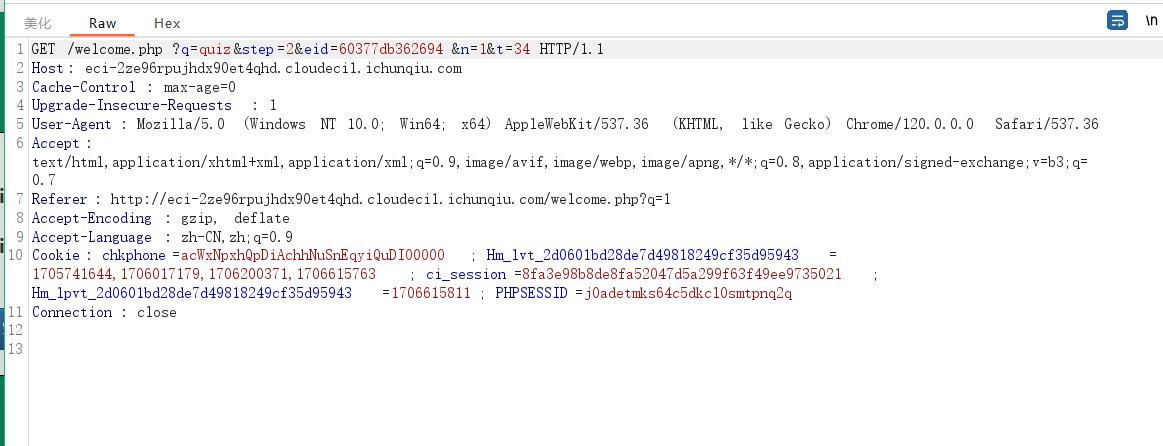 美化 Raw Hex \n
1 GET /welcome.php ?q=quiz&step=2&eid=60377db362694 &n=1&t=34 HTTP/1.1
2 Host : eci-2ze96rpujhdx90et4qhd.cloudeci1.ichunqiu.com
3 Cache-Control : max-age=0
4 Upgrade-Insecure-Requests : 1
5 User-Agent : Mozilla/5.0 (Windows NT 10.0; Win64; x64) AppleWebKit/537.36 (KHTML, like Gecko) Chrome/120.0.0.0 Safari/537.36
6 Accept :
text/html,application/xhtml+xml,application/xml;q=0.9,image/avif,image/webp,image/apng,*/*;q=0.8,application/signed-exchange;v=b3;q=
0.7
7 Referer : http://eci-2ze96rpujhdx90et4qhd.cloudeci1.ichunqiu.com/welcome.php?q=1
8 Accept-Encoding : gzip, deflate
9 Accept-Language : zh-CN,zh;q=0.9
10 Cookie : chkphone =acWxNpxhQpDiAchhNuSnEqyiQuDIO0000 ; Hm_lvt_2d0601bd28de7d49818249cf35d95943 =
1705741644,1706017179,1706200371,1706615763 ; ci_session =8fa3e98b8de8fa52047d5a299f63f49ee9735021 ;
Hm_lpvt_2d0601bd28de7d49818249cf35d95943 =1706615811 ; PHPSESSID =j0adetmks64c5dkcl0smtpnq2q
11 Connection : close
12
13